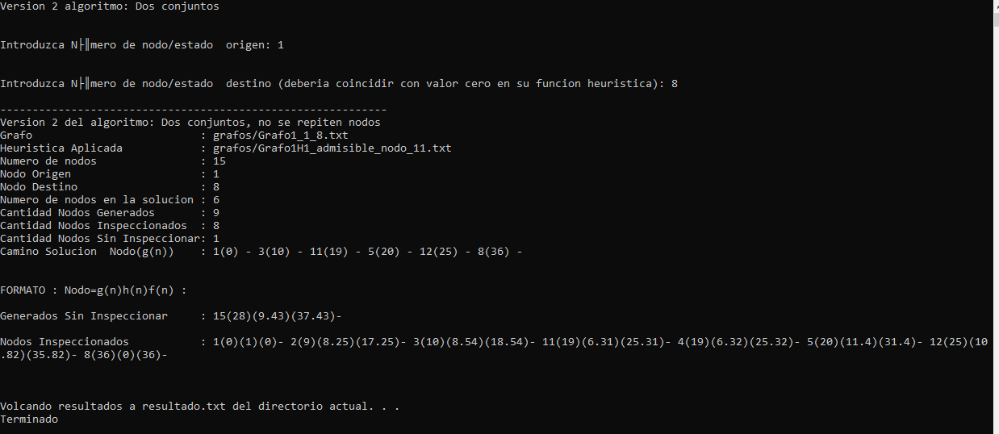 Version 2 algoritmo: Dos conjuntos
Introduzca N├║mero de nodo/estado  origen: 1
Introduzca N├║mero de nodo/estado  destino (deberia coincidir con valor cero en su funcion heuristica): 8
------------------------------------------------------------
Version 2 del algoritmo: Dos conjuntos, no se repiten nodos
Grafo                          : grafos/Grafo1_1_8.txt
Heuristica Aplicada            : grafos/Grafo1H1_admisible_nodo_11.txt
Numero de nodos                : 15
Nodo Origen                    : 1
Nodo Destino                   : 8
Numero de nodos en la solucion : 6
Cantidad Nodos Generados       : 9
Cantidad Nodos Inspeccionados  : 8
Cantidad Nodos Sin Inspeccionar: 1
Camino Solucion  Nodo(g(n))    : 1(0) - 3(10) - 11(19) - 5(20) - 12(25) - 8(36) -
FORMATO : Nodo=g(n)h(n)f(n) :
Generados Sin Inspeccionar     : 15(28)(9.43)(37.43)-
Nodos Inspeccionados           : 1(0)(1)(0)- 2(9)(8.25)(17.25)- 3(10)(8.54)(18.54)- 11(19)(6.31)(25.31)- 4(19)(6.32)(25.32)- 5(20)(11.4)(31.4)- 12(25)(10
.82)(35.82)- 8(36)(0)(36)-
Volcando resultados a resultado.txt del directorio actual. . .
Terminado